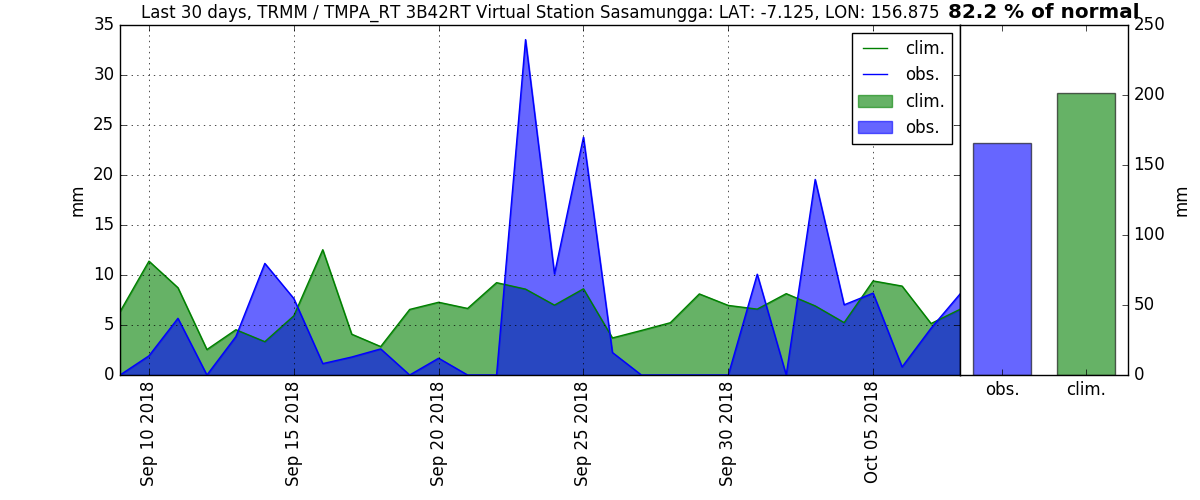 Last 30 days, TRMM / TMPA_RT 3B42RT Virtual Station Sasamungga: LAT: -7.125, LON: 156.875 82.2 % of normal
35
30
25
20
15
10
5
0
mm
clim.
obs.
clim.
obs.
250
200
150
100
50
0
mm
obs.
clim.
Sep 10 2018
Sep 15 2018
Sep 20 2018
Sep 25 2018
Sep 30 2018
Oct 05 2018